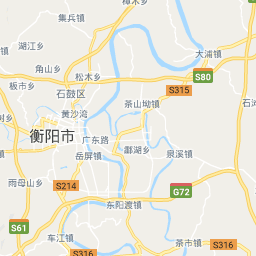 集兵镇
湖江乡
大浦镇
角山乡
松木乡
S80
板市乡
石鼓区
S315
茶山坳镇
黄沙湾
衡阳市
广东路
酃湖乡
岳屏镇
泉溪镇
雨母山乡
S214
G72
东阳渡镇
S61
车江镇
茶市镇
S316
S316